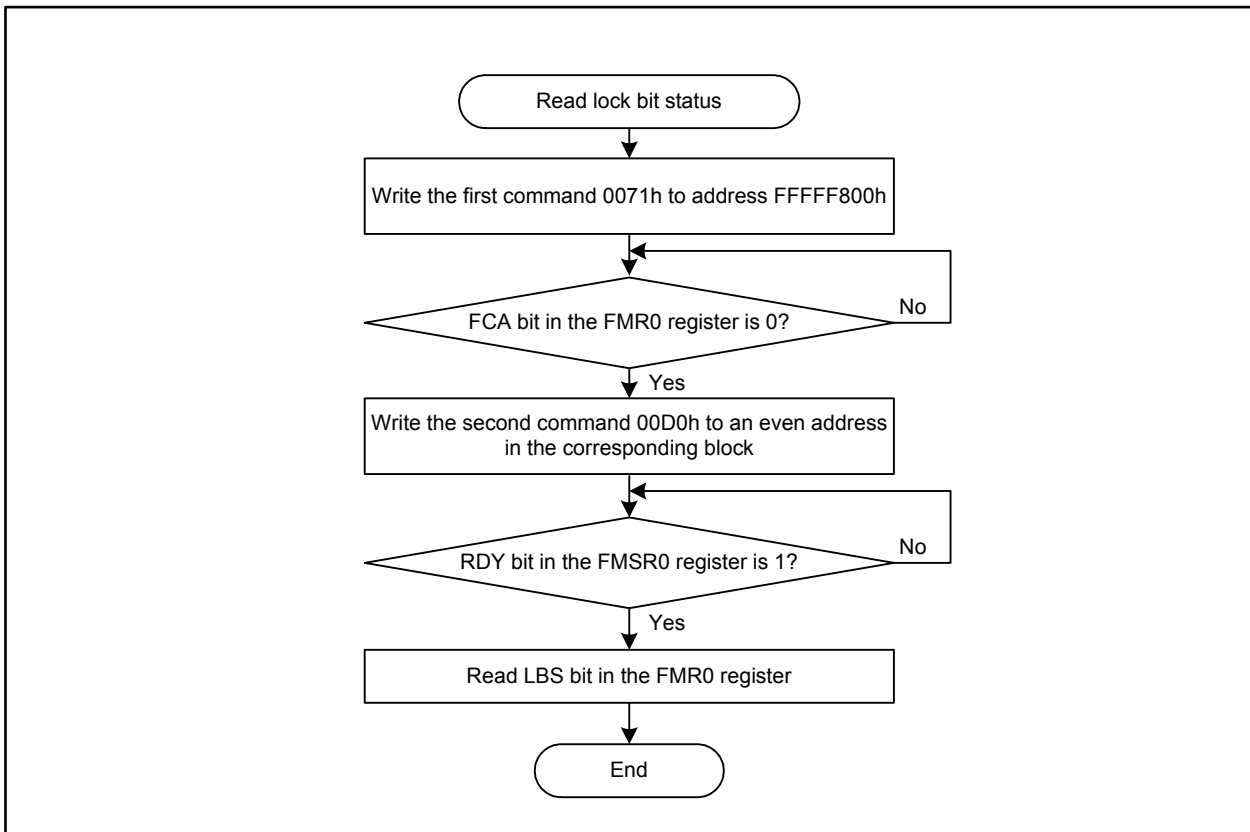 Read lock bit status
Write the first command 0071h to address FFFFF800h
FCA bit in the FMR0 register is 0?
No
Yes
Write the second command 00D0h to an even address
in the corresponding block
RDY bit in the FMSR0 register is 1?
No
Yes
Read LBS bit in the FMR0 register
End